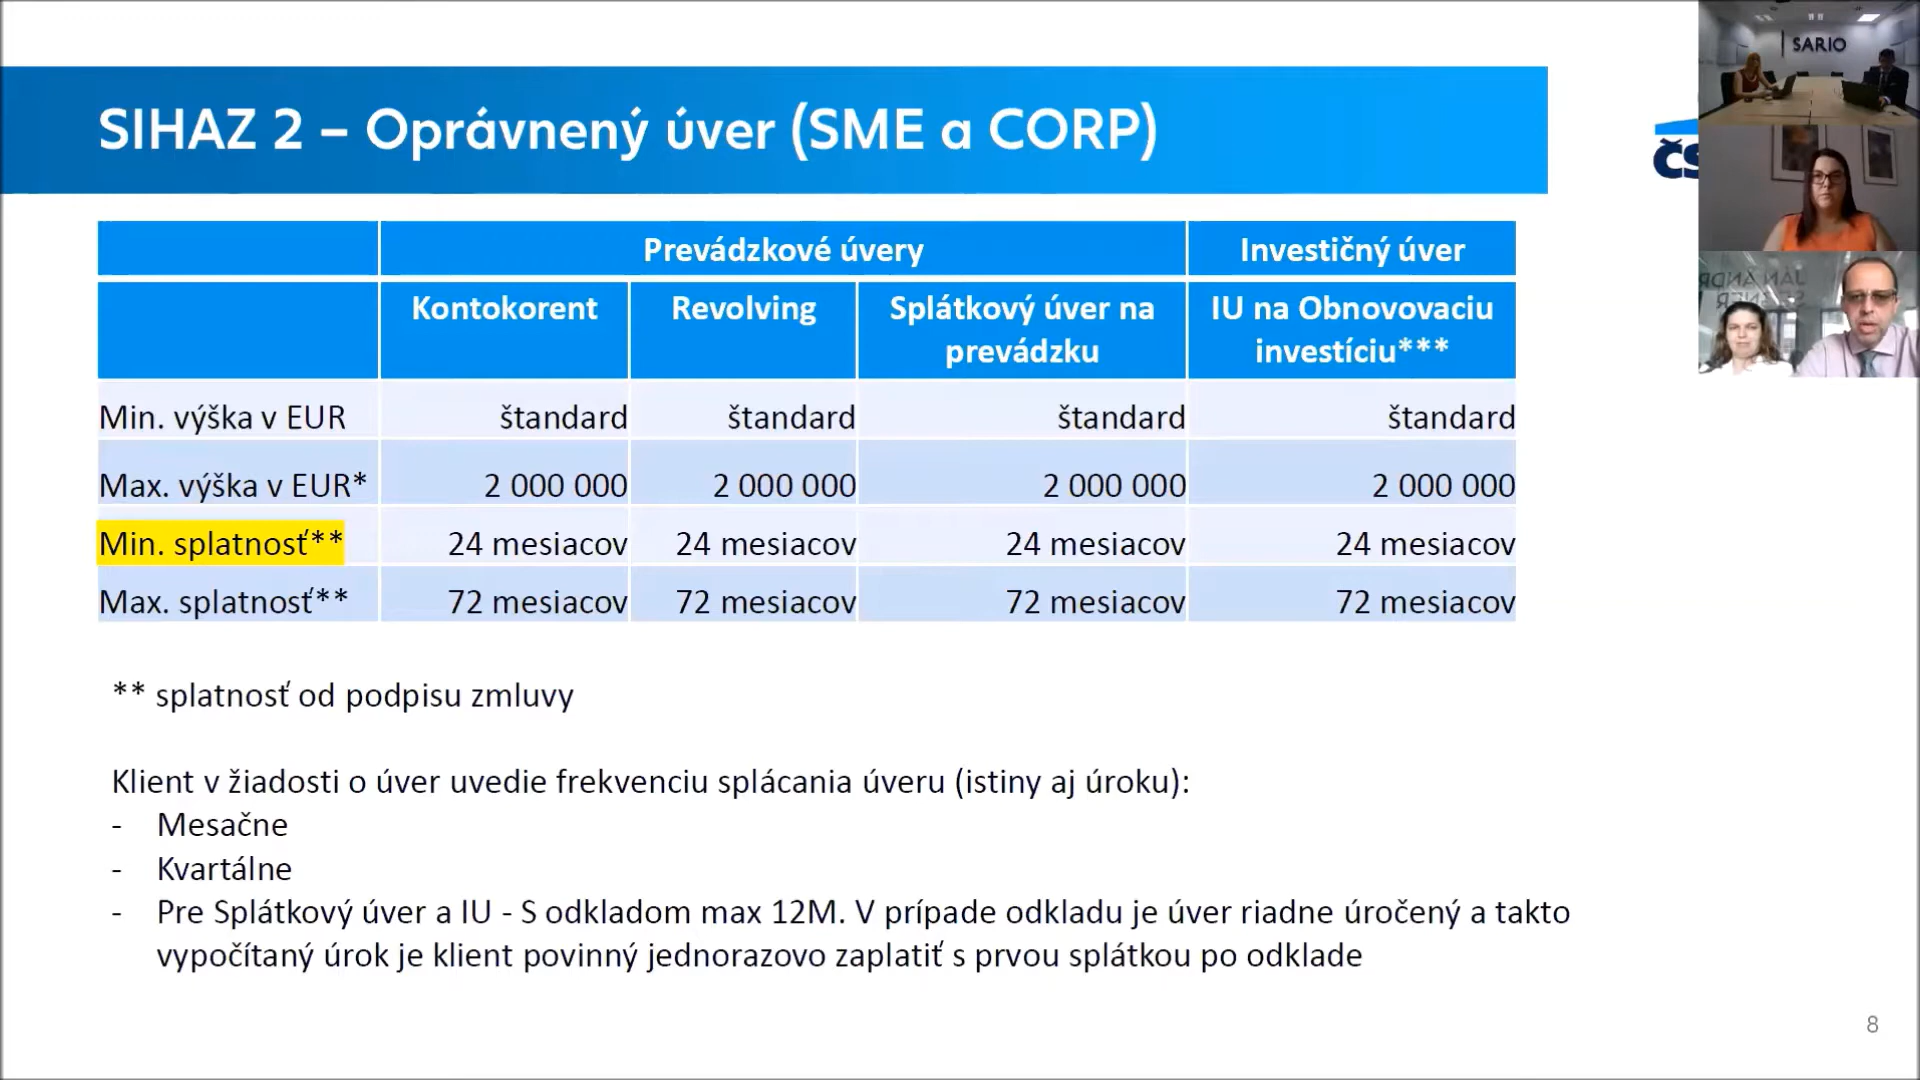 SIHAZ 2 – Oprávnený úver (SME a CORP)
ČS
SARIO
Prevádzkové úvery Investičný úver
Kontokorent Revolving Splátkový úver na prevádzku IU na Obnovovaciu investíciu***
Min. výška v EUR štandard štandard štandard štandard
Max. výška v EUR* 2 000 000 2 000 000 2 000 000 2 000 000
Min. splatnosť** 24 mesiacov 24 mesiacov 24 mesiacov 24 mesiacov
Max. splatnosť** 72 mesiacov 72 mesiacov 72 mesiacov 72 mesiacov
** splatnosť od podpisu zmluvy
Klient v žiadosti o úver uvedie frekvenciu splácania úveru (istiny aj úroku):
- Mesačne
- Kvartálne
- Pre Splátkový úver a IU - S odkladom max 12M. V prípade odkladu je úver riadne úročený a takto
vypočítaný úrok je klient povinný jednorazovo zaplatiť s prvou splátkou po odklade
8